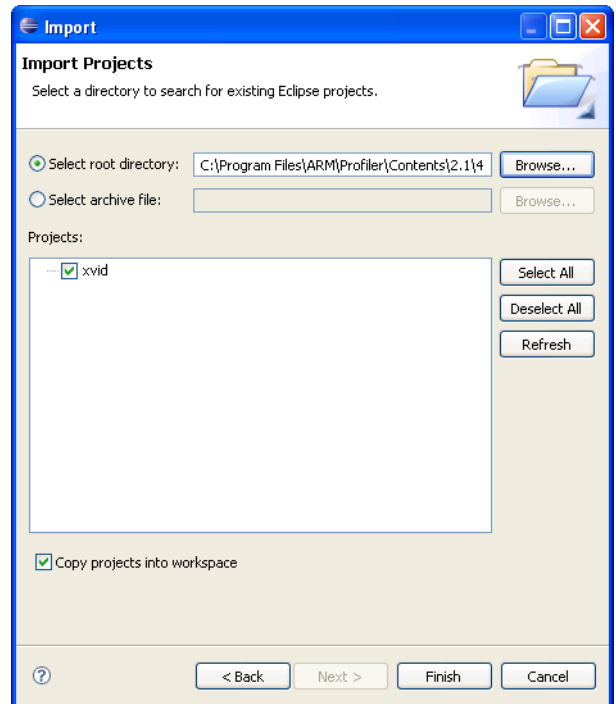 Import
Import Projects
Select a directory to search for existing Eclipse projects.
Select root directory: C:\Program Files\ARM\Profiler\Contents\2.1\4 Browse...
Select archive file: Browse...
Projects:
xvid
Select All
Deselect All
Refresh
Copy projects into workspace
? < Back Next > Finish Cancel